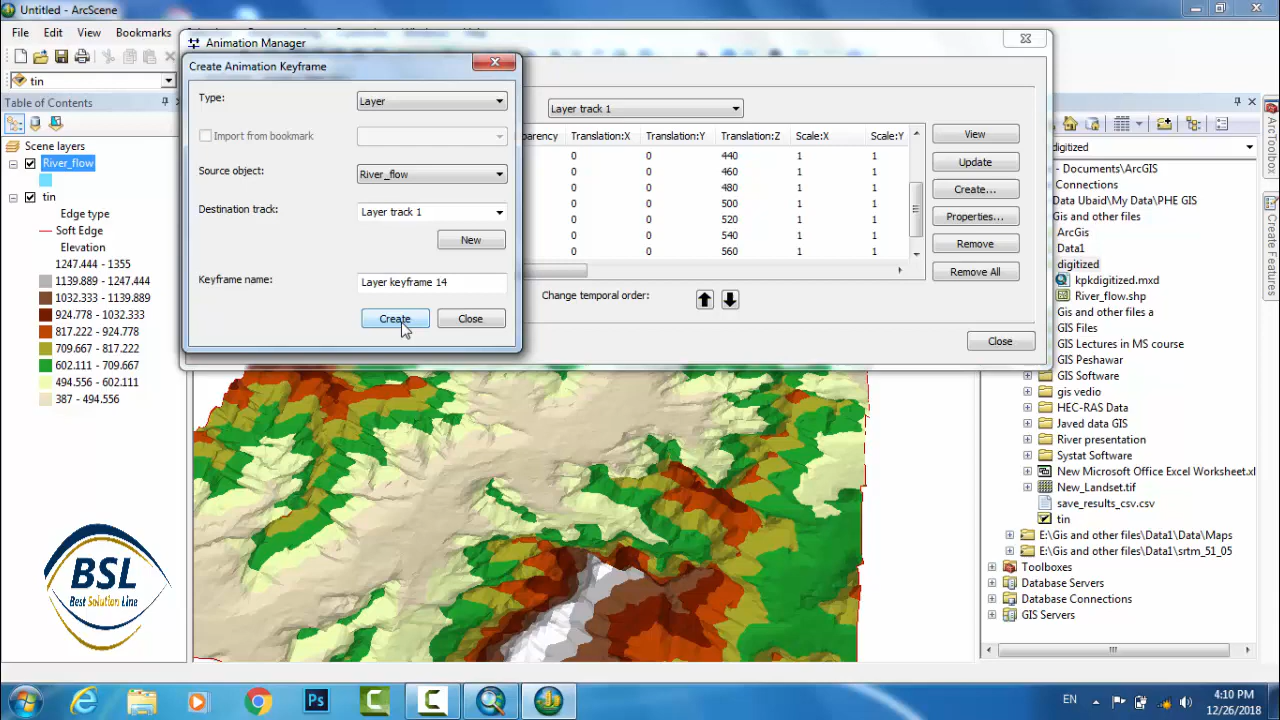 Untitled - ArcScene
File Edit View Bookmarks
tin
Table Of Contents
Scene layers
River_flow
tin
Edge type
Soft Edge
Elevation
1247.444 - 1355
1139.889 - 1247.444
1032.333 - 1139.889
924.778 - 1032.333
817.222 - 924.778
709.667 - 817.222
602.111 - 709.667
494.556 - 602.111
387 - 494.556
BSL
Best Solution Line
Animation Manager
Create Animation Keyframe
Type: Layer
Import from bookmark
Source object: River_flow
Destination track: Layer track 1
New
Keyframe name: Layer keyframe 14
Create Close
Layer track 1
parency Translation:X Translation:Y Translation:Z Scale:X Scale:Y
0 0 440 1 1
0 0 460 1 1
0 0 480 1 1
0 0 500 1 1
0 0 520 1 1
0 0 540 1 1
0 0 560 1 1
Change temporal order:
View
Update
Create...
Properties...
Remove
Remove All
Close
digitized
- Documents\ArcGIS
Connections
Data Ubaid\My Data\PHE GIS
Gis and other files
ArcGis
Data1
digitized
kpkdigitized.mxd
River_flow.shp
Gis and other files a
GIS Files
GIS Lectures in MS course
GIS Peshawar
GIS Software
gis vedio
HEC-RAS Data
Javed data GIS
River presentation
Systat Software
New Microsoft Office Excel Worksheet.xl
New_Landset.tif
save_results_csv.csv
tin
E:\Gis and other files\Data1\Data\Maps
E:\Gis and other files\Data1\srtm_51_05
Toolboxes
Database Servers
Database Connections
GIS Servers
ArcToolbox
Create Features
Ps
EN
4:10 PM
12/26/2018